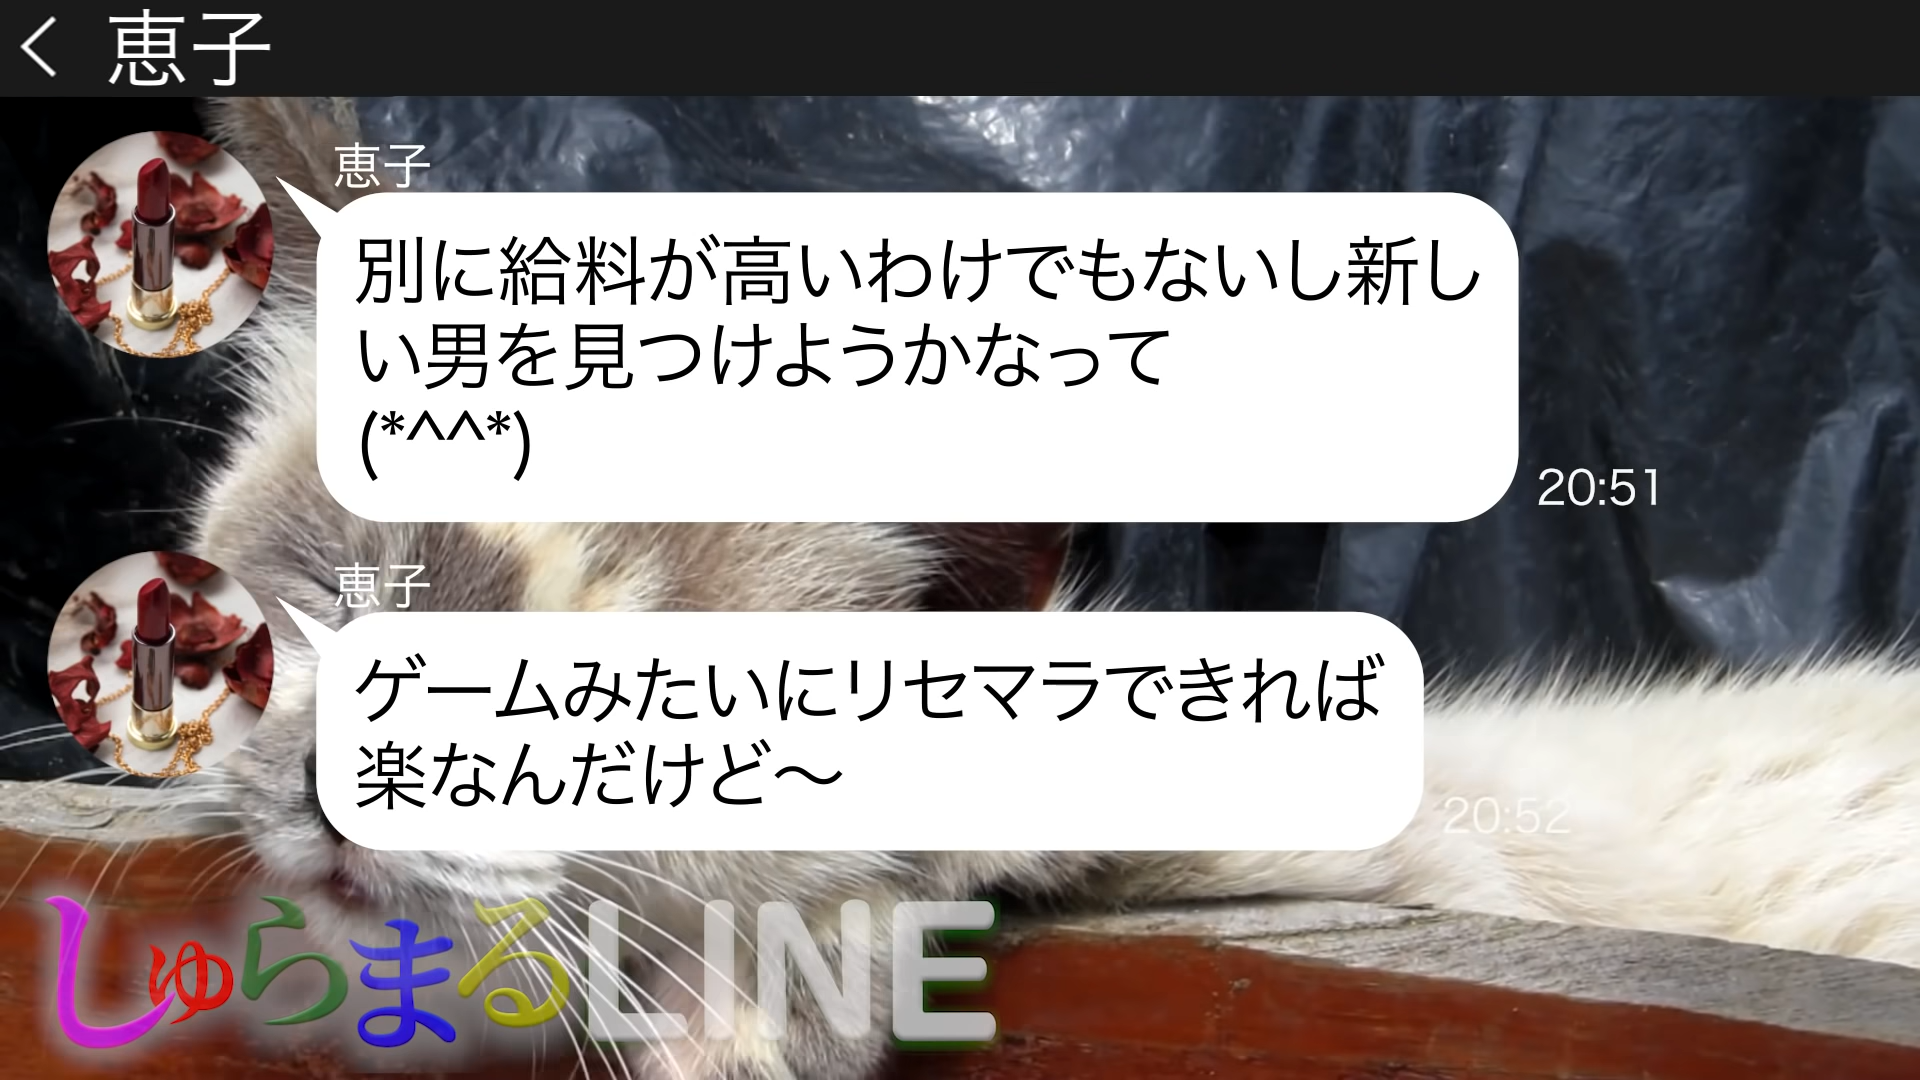 恵子
恵子
別に給料が高いわけでもないし新し
い男を見つけようかなって
(*^^*)
20:51
恵子
ゲームみたいにリセマラできれば
楽なんだけど〜
20:52
しゅらまるLINE